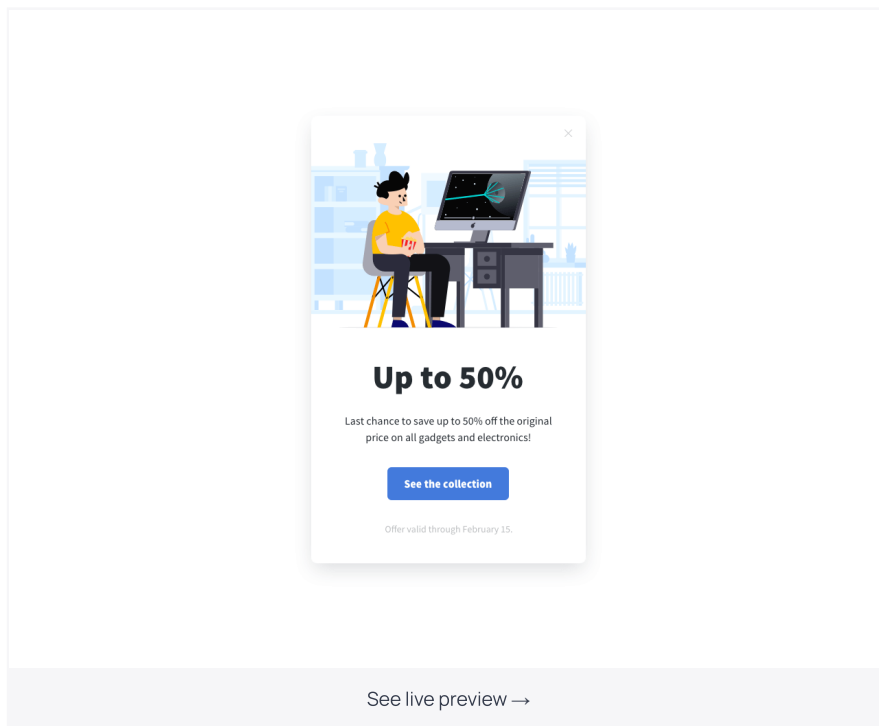 Up to 50%
Last chance to save up to 50% off the original
price on all gadgets and electronics!
See the collection
Offer valid through February 15.
See live preview →